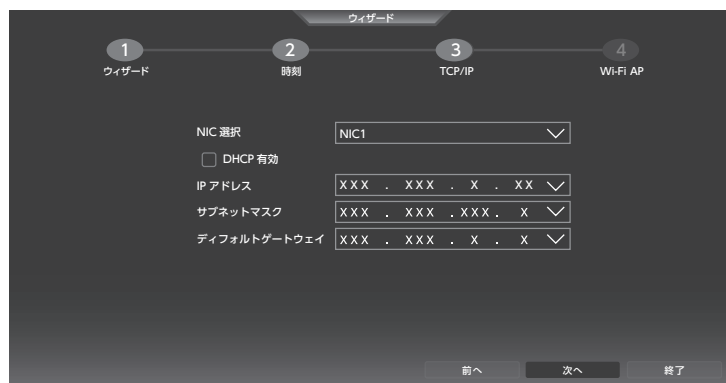 ウィザード
1 2 3 4
ウィザード 時刻 TCP/IP Wi-Fi AP
NIC 選択 NIC1
DHCP 有効
IP アドレス XXX . XXX . X . XX
サブネットマスク XXX . XXX .XXX . X
ディフォルトゲートウェイ XXX . XXX . X . X
前へ 次へ 終了